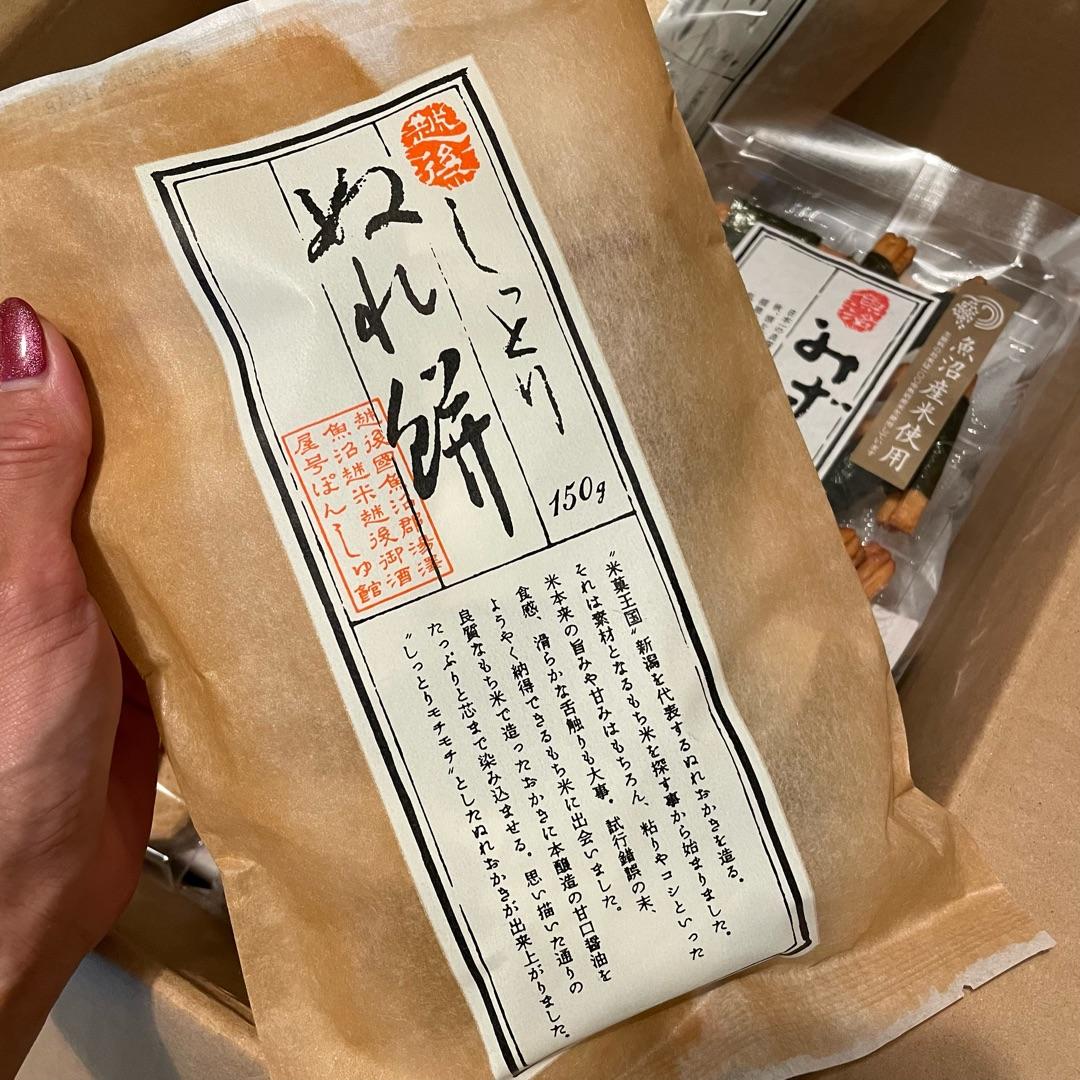 越後
しっとり
ぬれ餅
150g
越後國魚沼郡湯澤
魚沼越米越後御酒
屋号ぽんしゅ館
"米菓王国"新潟を代表するぬれおかきを造る。
それは素材となるもち米を探す事から始まりました。
米本来の旨みや甘みはもちろん、粘りやコシといった
食感、滑らかな舌触りも大事。試行錯誤の末、
ようやく納得できるもち米に出会いました。
良質なもち米で造ったおかきに本醸造の甘口醤油を
たっぷりと芯まで染み込ませる。思い描いた通りの
"しっとりモチモチ"としたぬれおかきが出来上がりました。
魚沼産米使用